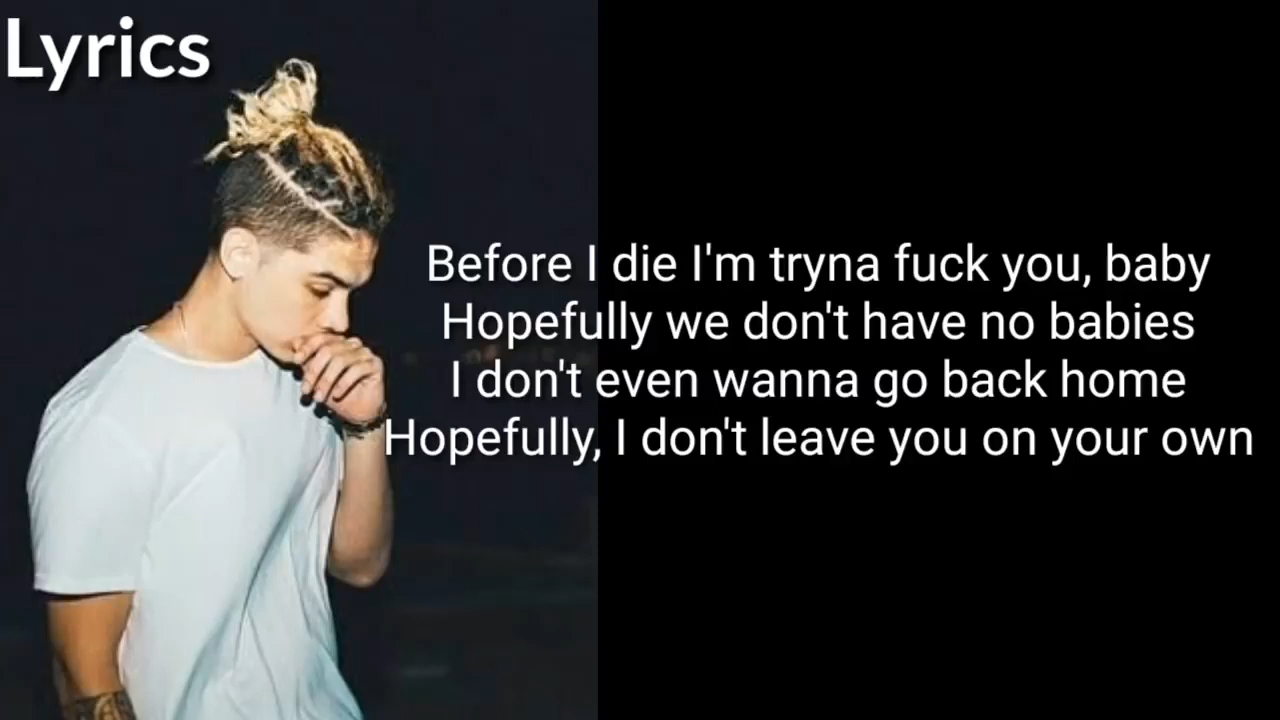 Lyrics
Before I die I'm tryna fuck you, baby
Hopefully we don't have no babies
I don't even wanna go back home
Hopefully, I don't leave you on your own